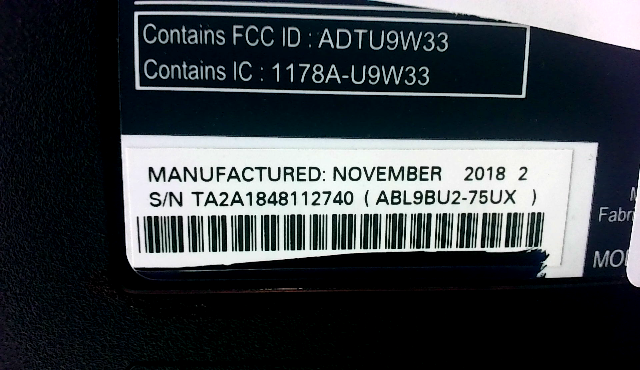 Contains FCC ID : ADTU9W33
Contains IC : 1178A-U9W33
MANUFACTURED: NOVEMBER 2018 2
S/N TA2A1848112740 ( ABL9BU2-75UX )